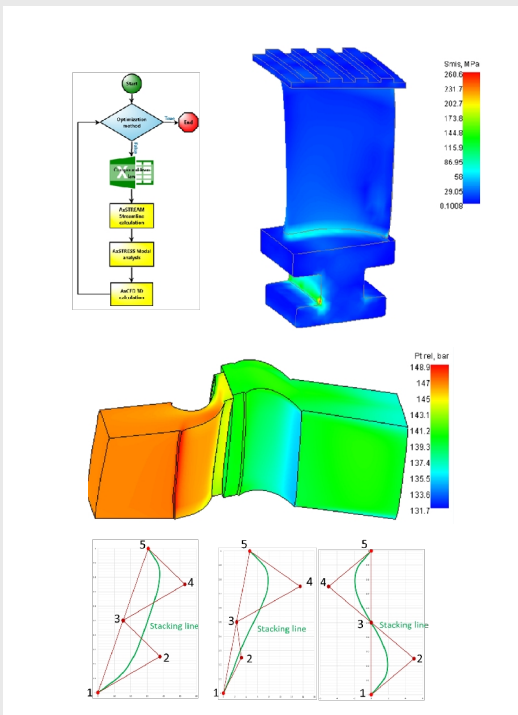 Start
Optimization
method
True
End
False
AxSTREAM
Streamline
calculation
AxSTRESS Modal
analysis
AxCFD 3D
calculation
Smis, MPa
260.6
231.7
202.7
173.8
144.8
115.9
86.95
58
29.05
0.1008
Pt rel, bar
148.9
147
145
143.1
141.2
139.3
137.4
135.5
133.6
131.7
5
4
3
Stacking line
2
1
5
4
3
Stacking line
2
1
5
4
3
Stacking line
2
1